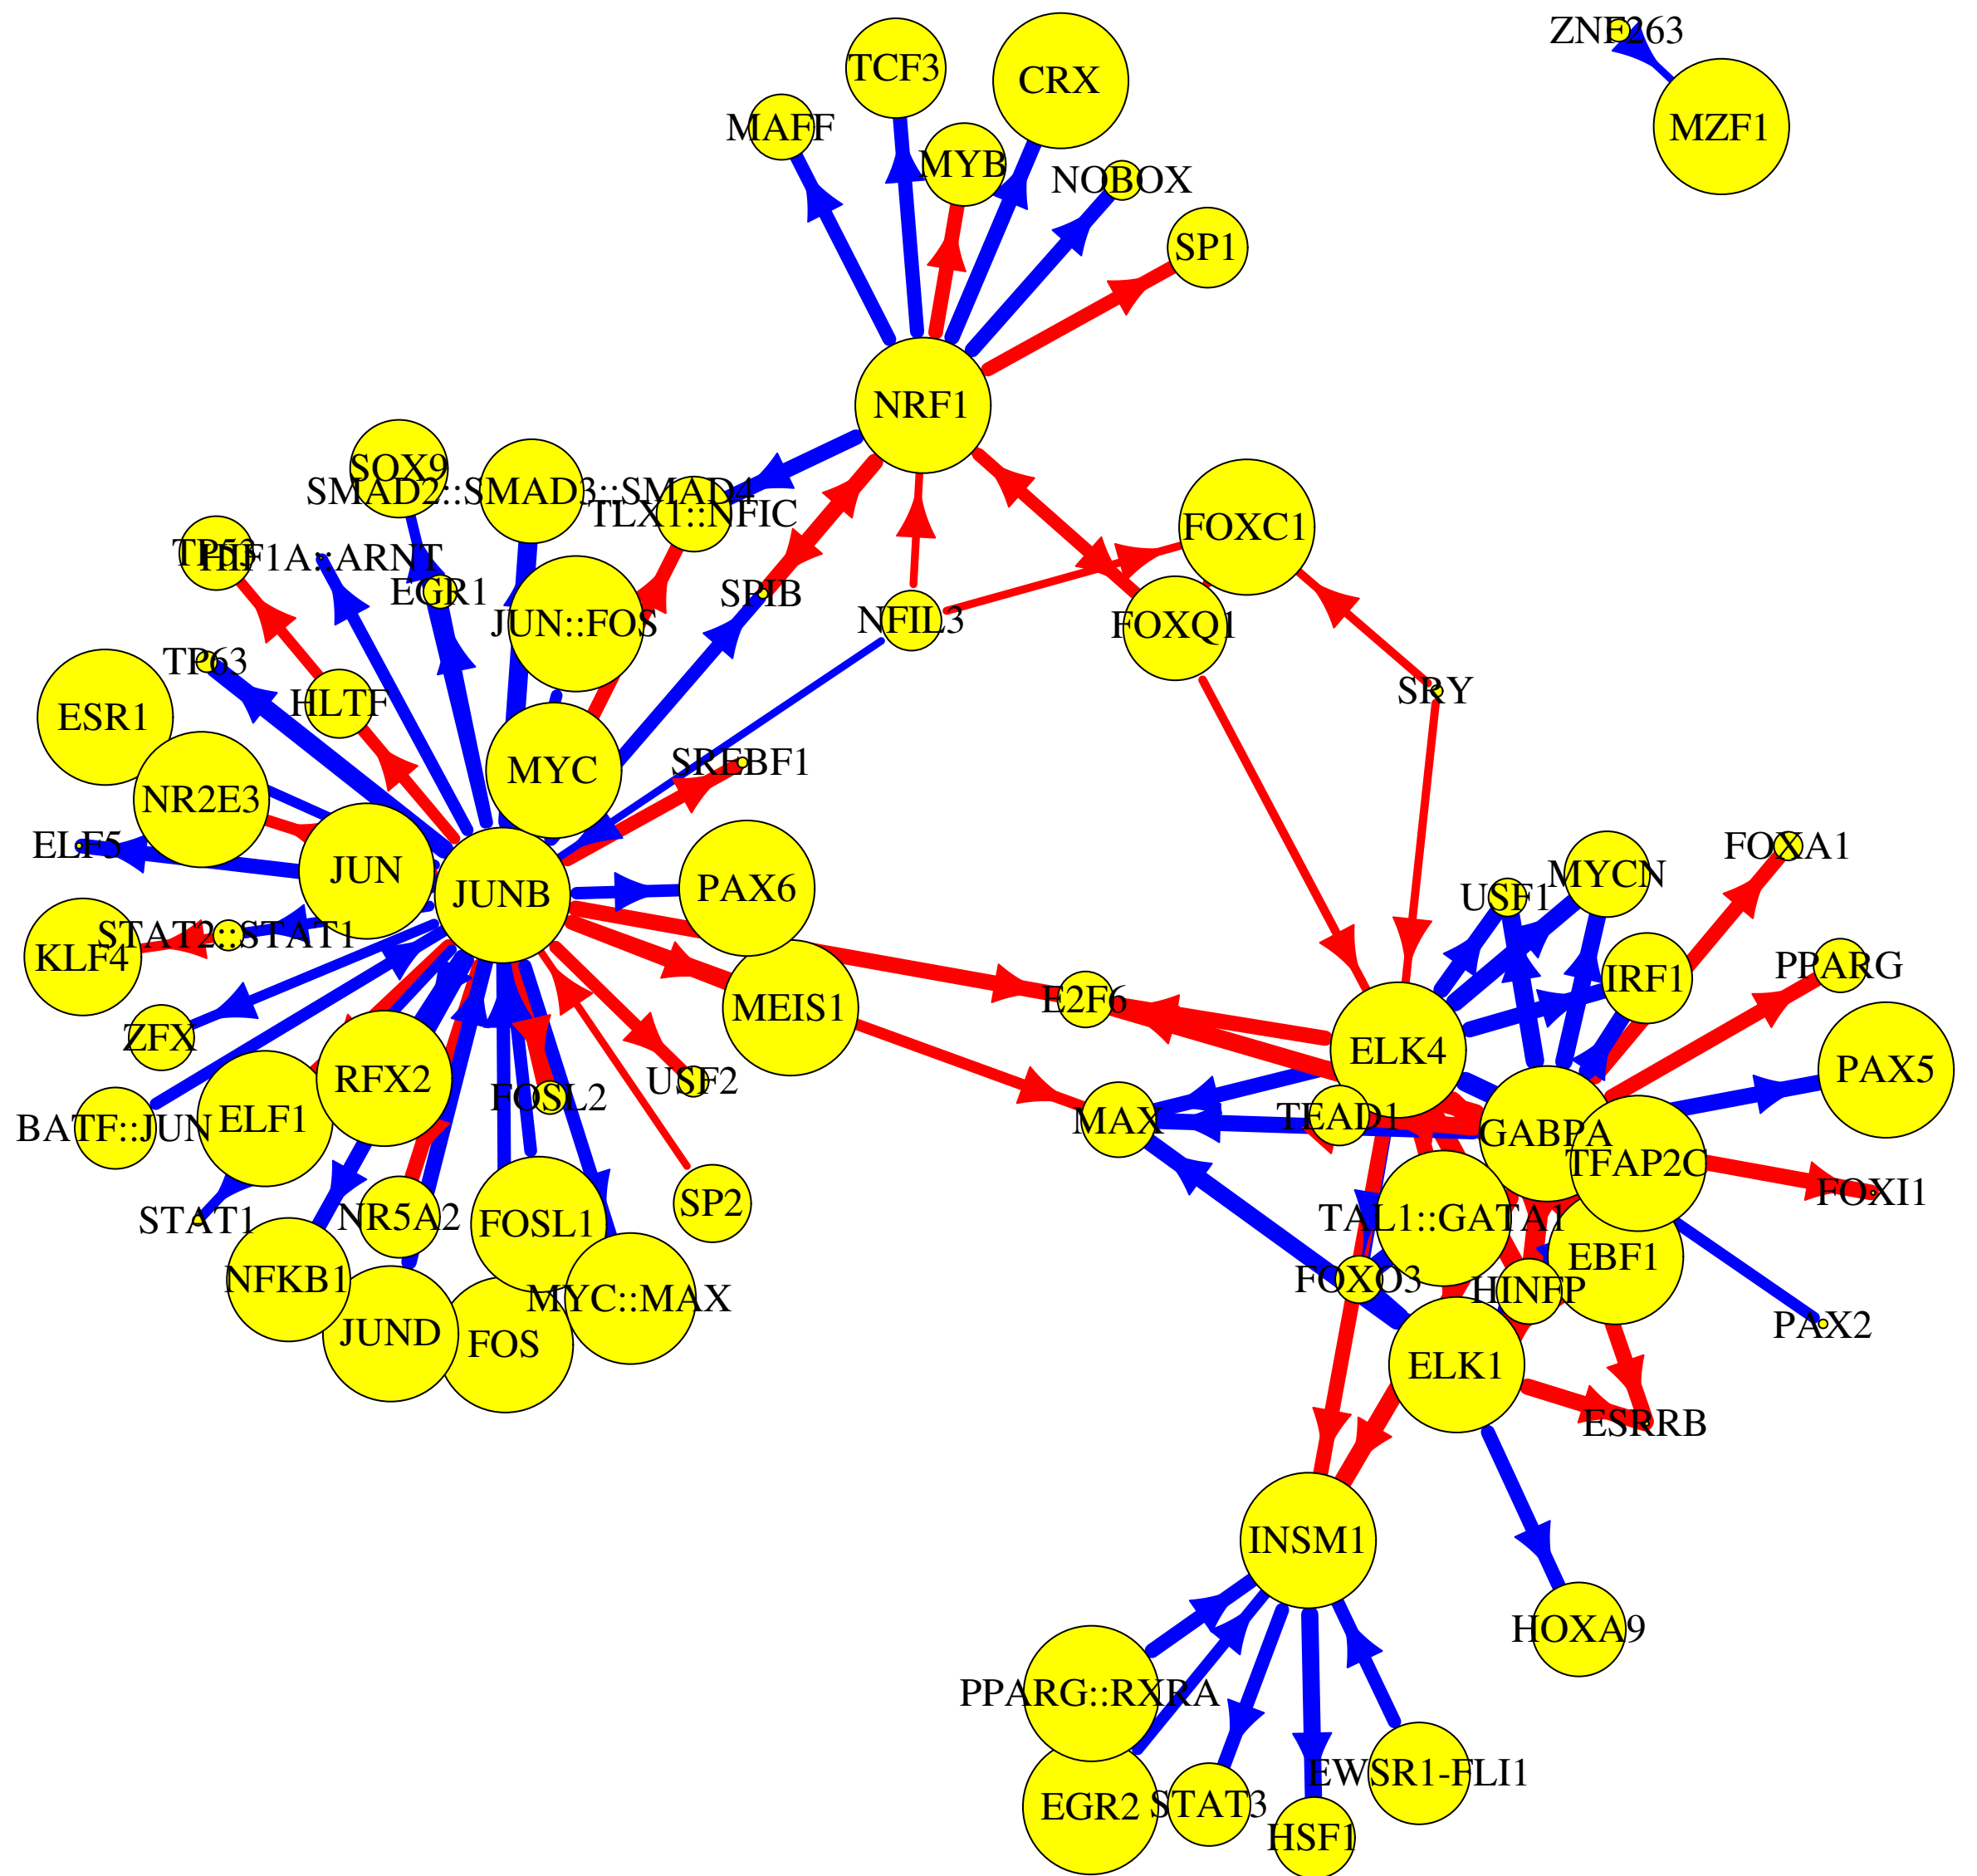 ZNF263
TCF3
CRX
MZF1
MAFF
MYB
NOBOX
SP1
NRF1
SOX9
SMAD2::SMAD3::SMAD4
TLX1::NFIC
FOXC1
TP53
HIF1A::ARNT
EGR1
SPIB
JUN::FOS
NFIL3
FOXQ1
TP63
HLTF
SRY
ESR1
MYC
SREBF1
NR2E3
ELF5
JUN
JUNB
PAX6
FOXA1
MYCN
USF1
STAT2::STAT1
KLF4
PPARG
IRF1
E2F6
MEIS1
ZFX
RFX2
ELK4
PAX5
USF2
FOSL2
BATF::JUN
ELF1
MAX
TEAD1
GABPA
TFAP2C
FOXI1
STAT1
NR5A2
FOSL1
SP2
TAL1::GATA1
EBF1
NFKB1
MYC::MAX
FOXO3
HINFP
PAX2
JUND
FOS
ELK1
ESRRB
INSM1
HOXA9
PPARG::RXRA
EWSR1-FLI1
EGR2
STAT3
HSF1